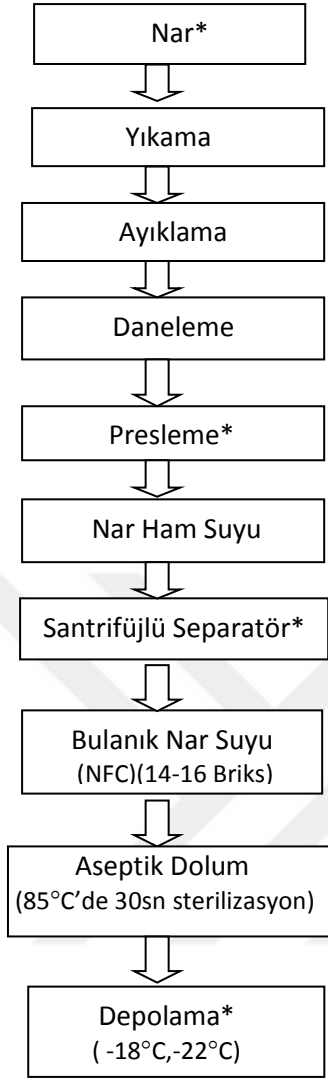 Nar*
Yıkama
Ayıklama
Daneleme
Presleme*
Nar Ham Suyu
Santrifüjlü Separatör*
Bulanık Nar Suyu
(NFC)(14-16 Briks)
Aseptik Dolum
(85°C’de 30sn sterilizasyon)
Depolama*
( -18°C,-22°C)